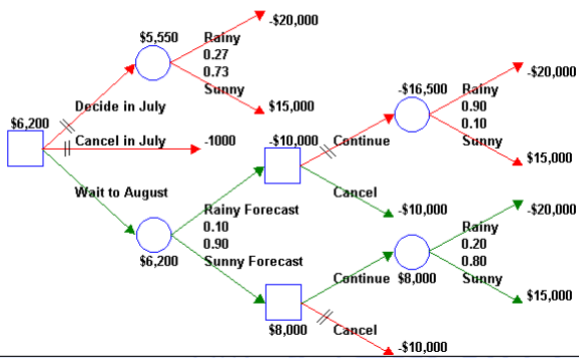 -$20,000
$5,550
Rainy
0.27
0.73
Sunny
-$20,000
-$16,500
Rainy
0.90
0.10
Sunny
Decide in July
$15,000
$6,200
Cancel in July
-1000
-$10,000
Continue
$15,000
Wait to August
Cancel
-$10,000
-$20,000
Rainy Forecast
0.10
0.90
Sunny Forecast
$6,200
Rainy
0.20
0.80
Sunny
Continue
$8,000
$15,000
$8,000
Cancel
-$10,000